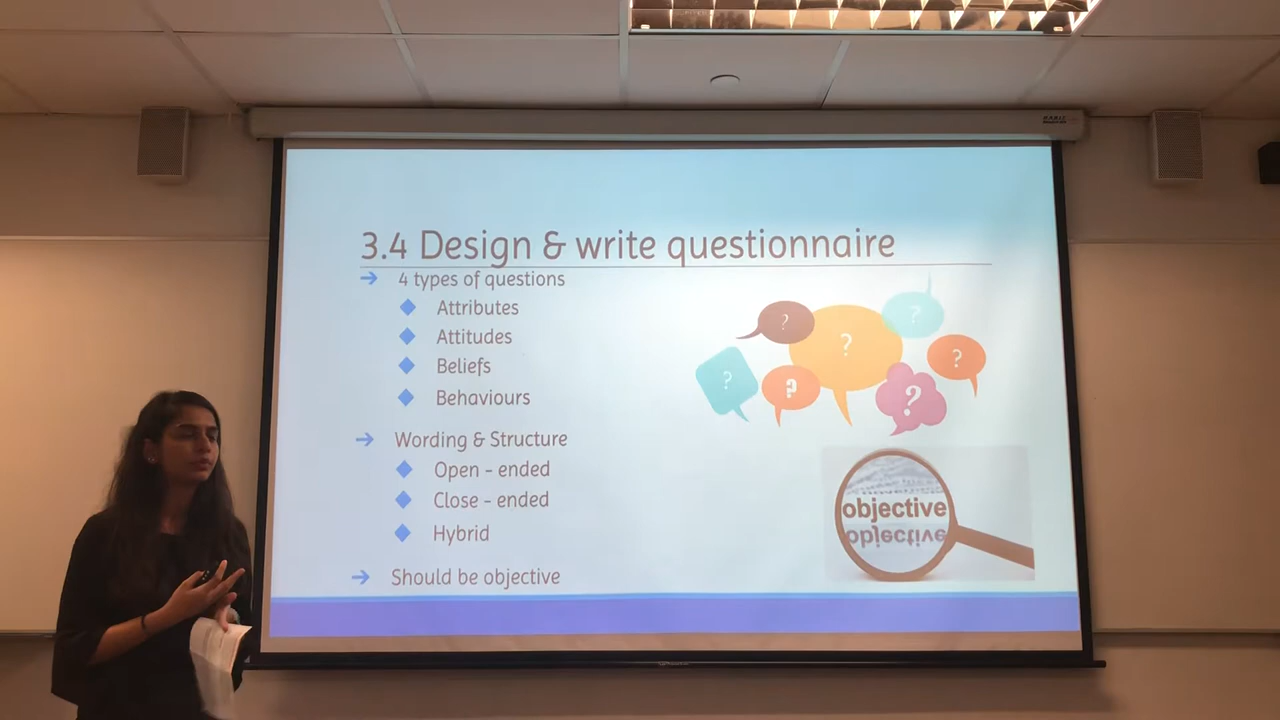 3.4 Design & write questionnaire
→ 4 types of questions
◆ Attributes
◆ Attitudes
◆ Beliefs
◆ Behaviours
→ Wording & Structure
◆ Open - ended
◆ Close - ended
◆ Hybrid
→ Should be objective
?
?
?
?
?
?
?
objective
objective